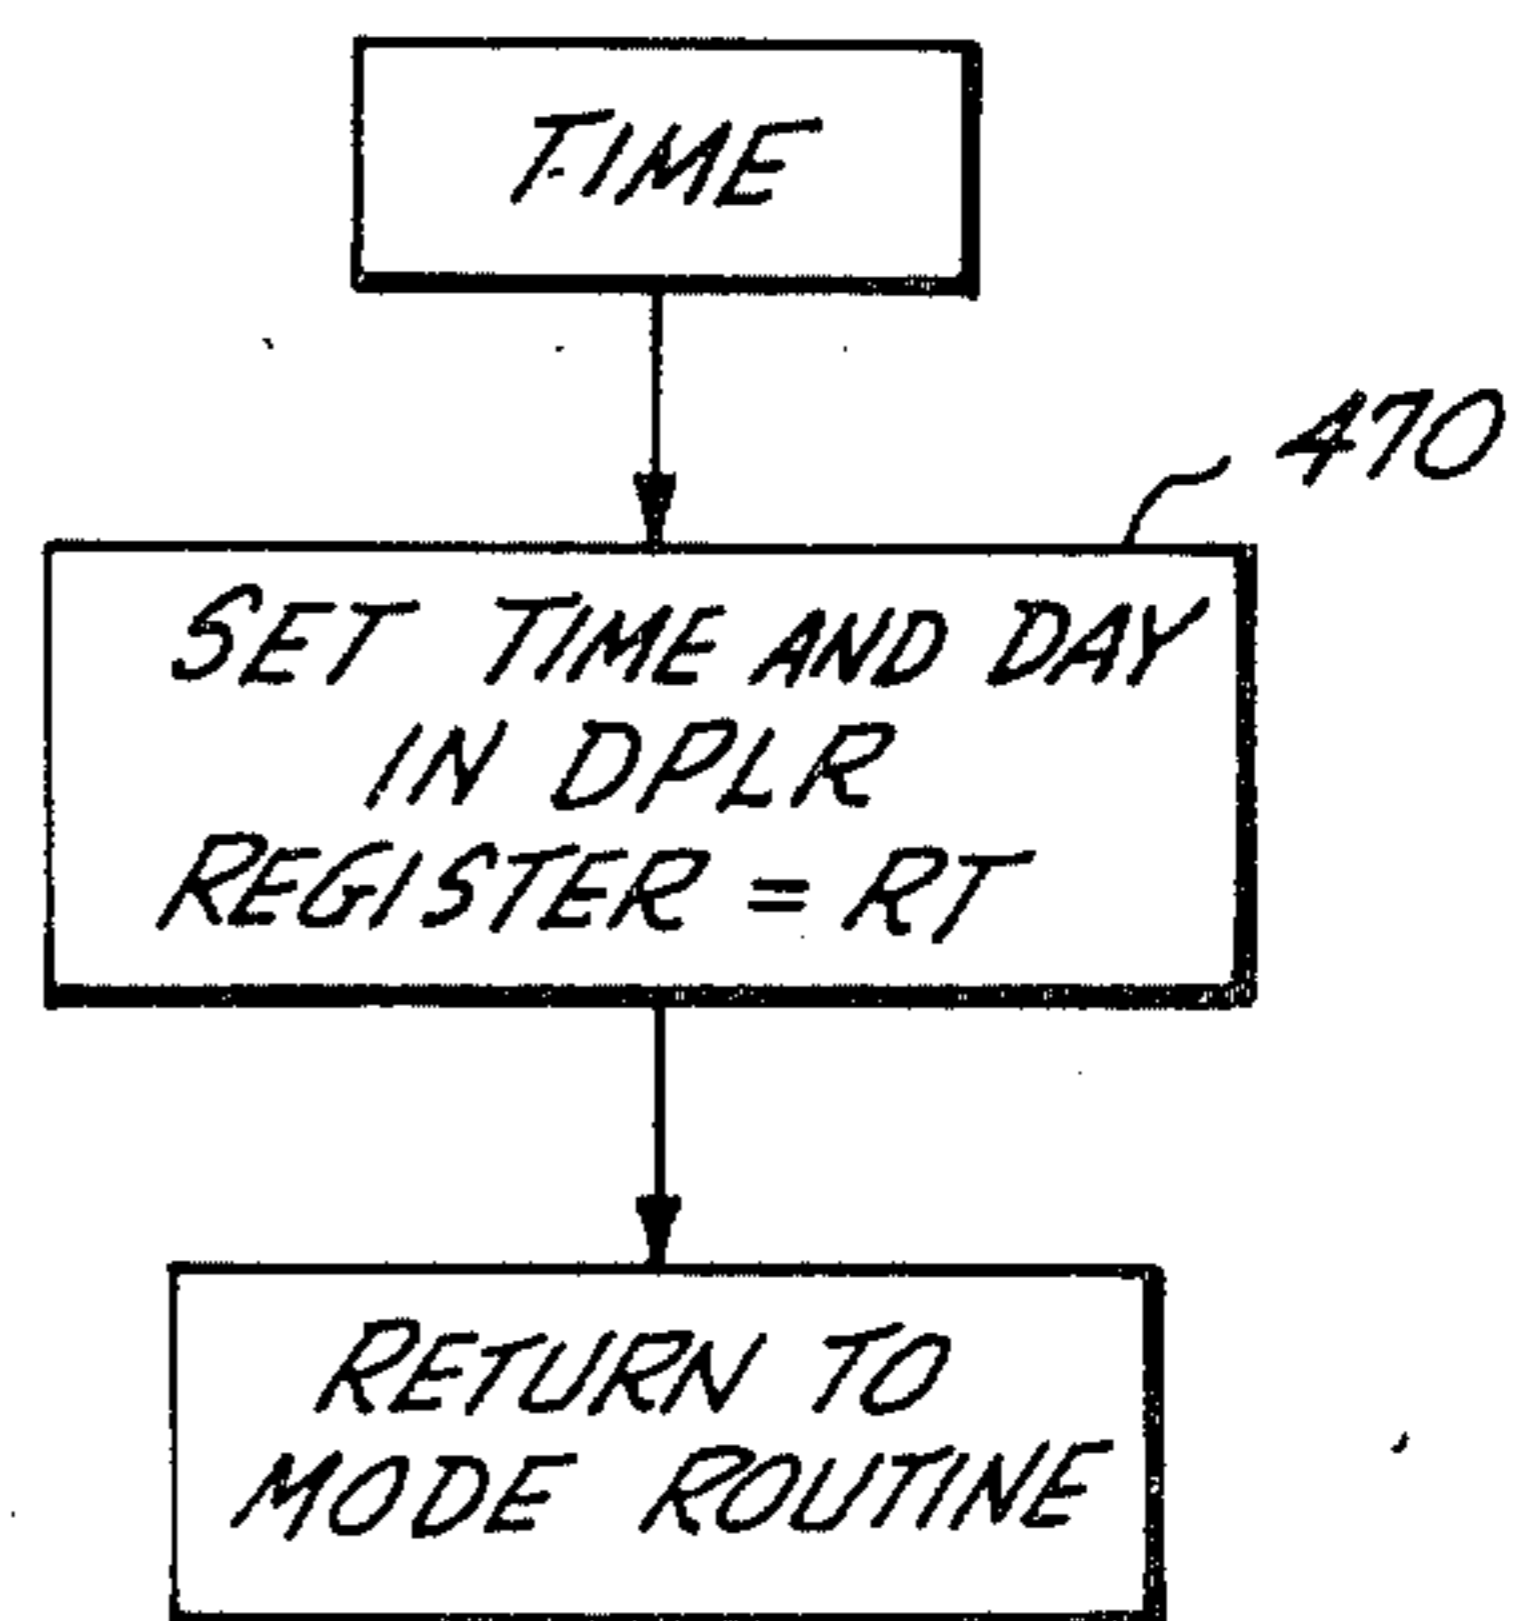 TIME
470
SET TIME AND DAY
IN DPLR
REGISTER = RT
RETURN TO
MODE ROUTINE